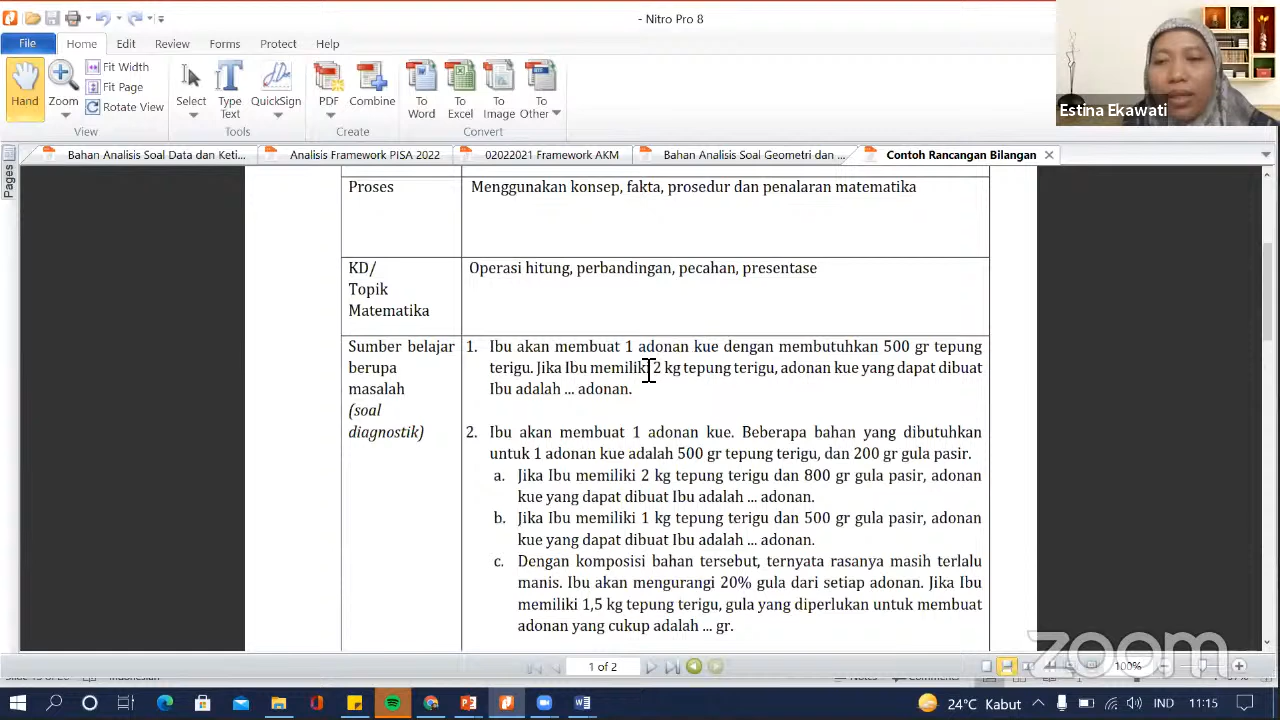 - Nitro Pro 8
File
Home
Edit
Review
Forms
Protect
Help
Hand
Zoom
Fit Width
Fit Page
Rotate View
View
Select
Type Text
QuickSign
Tools
PDF
Combine
Create
To Word
To Excel
To Image
To Other
Convert
Estina Ekawati
Pages
Bahan Analisis Soal Data dan Keti...
Analisis Framework PISA 2022
02022021 Framework AKM
Bahan Analisis Soal Geometri dan ...
Contoh Rancangan Bilangan
Proses
Menggunakan konsep, fakta, prosedur dan penalaran matematika
KD/
Topik
Matematika
Operasi hitung, perbandingan, pecahan, presentase
Sumber belajar
berupa
masalah
(soal
diagnostik)
1. Ibu akan membuat 1 adonan kue dengan membutuhkan 500 gr tepung
terigu. Jika Ibu memiliki 2 kg tepung terigu, adonan kue yang dapat dibuat
Ibu adalah ... adonan.
2. Ibu akan membuat 1 adonan kue. Beberapa bahan yang dibutuhkan
untuk 1 adonan kue adalah 500 gr tepung terigu, dan 200 gr gula pasir.
a. Jika Ibu memiliki 2 kg tepung terigu dan 800 gr gula pasir, adonan
kue yang dapat dibuat Ibu adalah ... adonan.
b. Jika Ibu memiliki 1 kg tepung terigu dan 500 gr gula pasir, adonan
kue yang dapat dibuat Ibu adalah ... adonan.
c. Dengan komposisi bahan tersebut, ternyata rasanya masih terlalu
manis. Ibu akan mengurangi 20% gula dari setiap adonan. Jika Ibu
memiliki 1,5 kg tepung terigu, gula yang diperlukan untuk membuat
adonan yang cukup adalah ... gr.
zoom
1 of 2
100%
24°C Kabut
IND
11:15